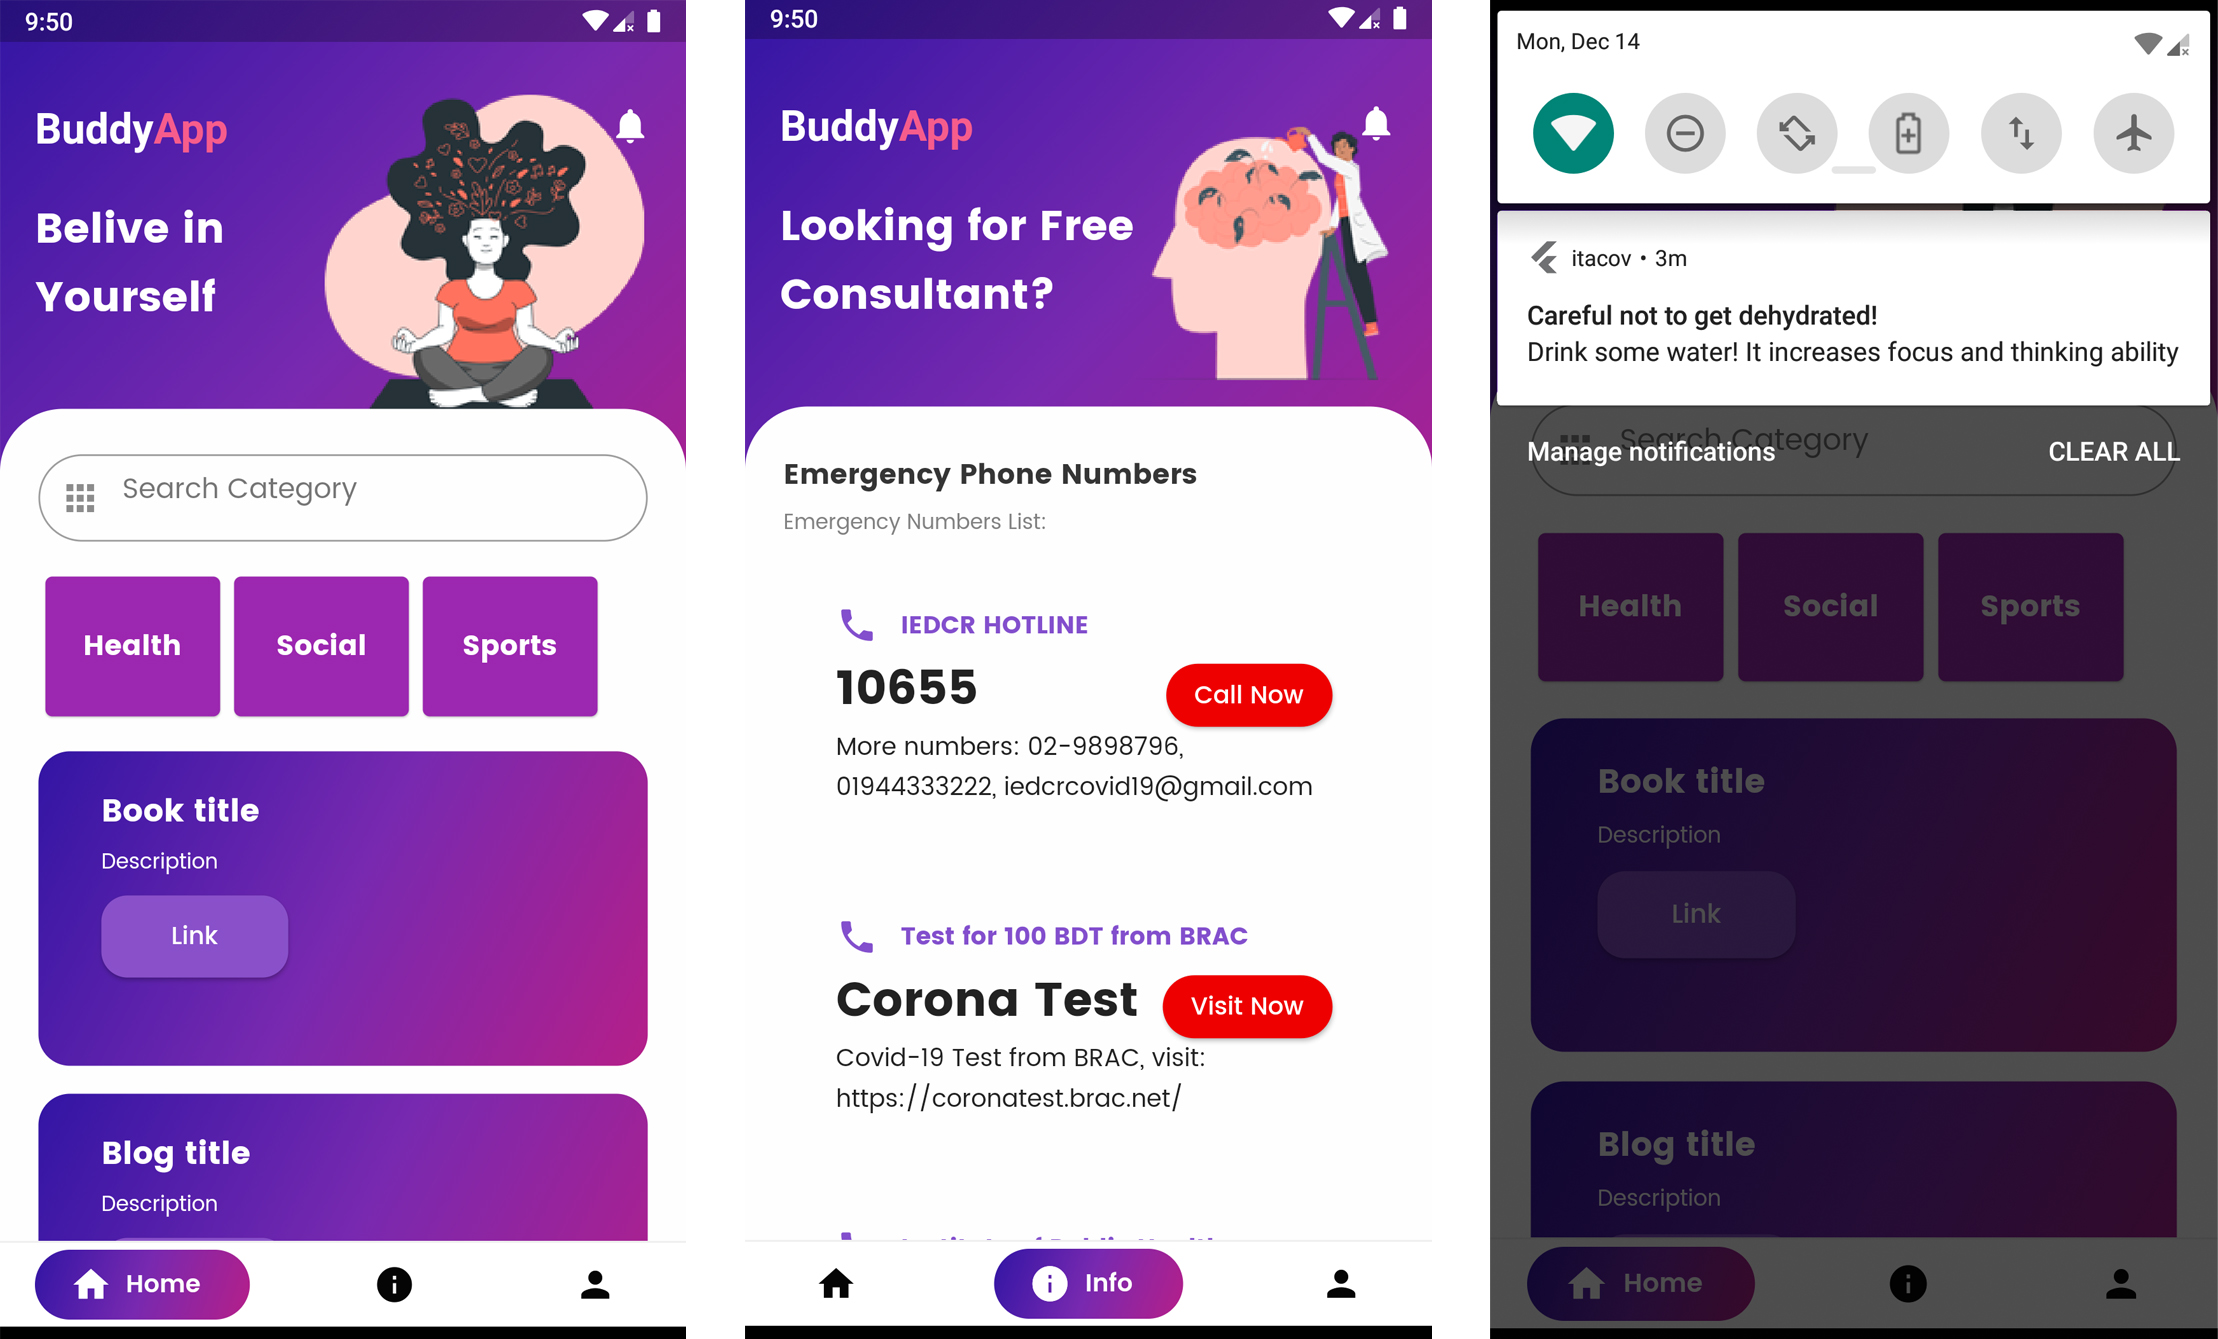 9:50
BuddyApp
Belive in
Yourself
Search Category
Health
Social
Sports
Book title
Description
Link
Blog title
Description
Home
9:50
BuddyApp
Looking for Free
Consultant?
Emergency Phone Numbers
Emergency Numbers List:
IEDCR HOTLINE
10655
Call Now
More numbers: 02-9898796,
01944333222, iedcrcovid19@gmail.com
Test for 100 BDT from BRAC
Corona Test
Visit Now
Covid-19 Test from BRAC, visit:
https://coronatest.brac.net/
Info
Mon, Dec 14
itacov • 3m
Careful not to get dehydrated!
Drink some water! It increases focus and thinking ability
Search Category
Manage notifications
CLEAR ALL
Health
Social
Sports
Book title
Description
Link
Blog title
Description
Home